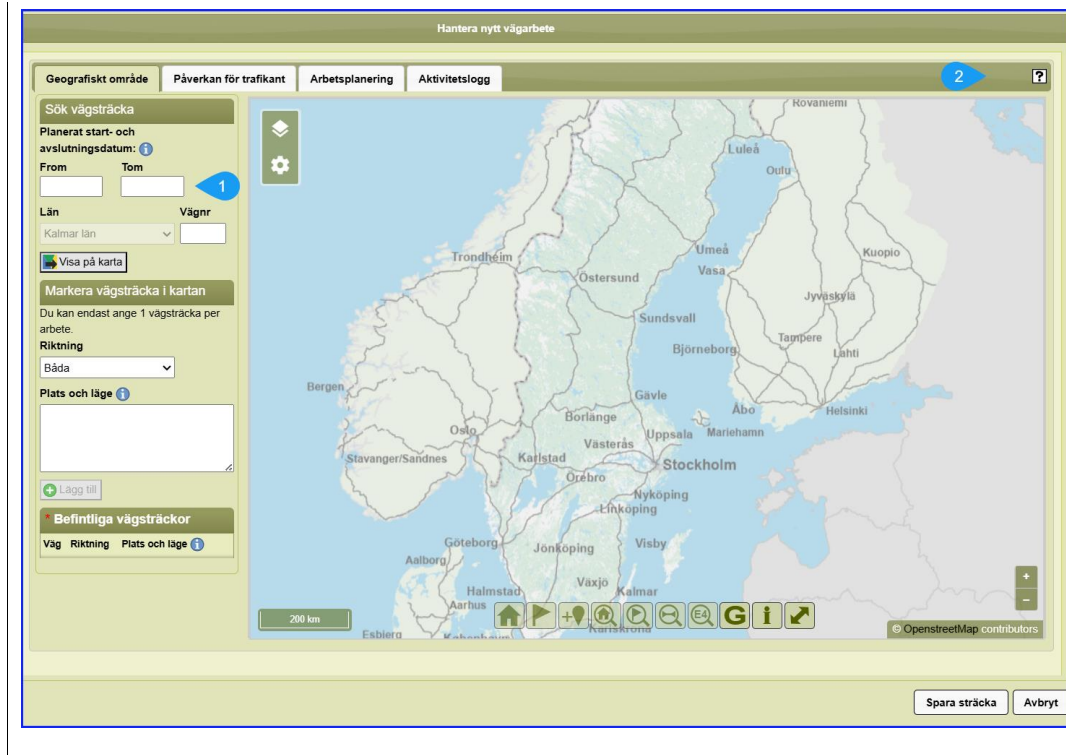 Hantera nytt vägarbete
Geografiskt område
Påverkan för trafikant
Arbetsplanering
Aktivitetslogg
2
?
Sök vägsträcka
Planerat start- och
avslutningsdatum:
From Tom
1
Län Vägnr
Kalmar län
Visa på karta
Markera vägsträcka i kartan
Du kan endast ange 1 vägsträcka per
arbete.
Riktning
Båda
Plats och läge
Lägg till
* Befintliga vägsträckor
Väg Riktning Plats och läge
Rovaniemi
Luleå
Oulu
Umeå
Kuopio
Trondheim
Vasa
Östersund
Jyväskylä
Sundsvall
Tampere
Björneborg
Lahti
Bergen
Gävle
Åbo
Helsinki
Borlänge
Oslo
Uppsala
Mariehamn
Västerås
Stavanger/Sandnes
Karlstad
Stockholm
Örebro
Nyköping
Linköping
Göteborg
Jönköping
Visby
Aalborg
Växjö
Halmstad
Kalmar
Aarhus
E4
G
i
+
−
200 km
Karlskrona
Esbjerg
København
© OpenstreetMap contributors
Spara sträcka
Avbryt